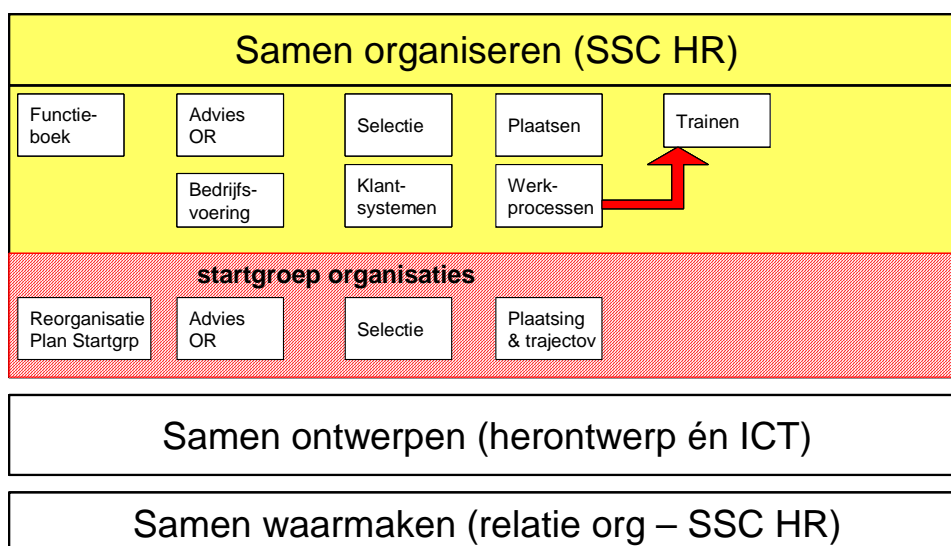 Samen organiseren (SSC HR)
Functie-
boek
Advies
OR
Selectie
Plaatsen
Trainen
Bedrijfs-
voering
Klant-
systemen
Werk-
processen
startgroep organisaties
Reorganisatie
Plan Startgrp
Advies
OR
Selectie
Plaatsing
& trajectov
Samen ontwerpen (herontwerp én ICT)
Samen waarmaken (relatie org – SSC HR)